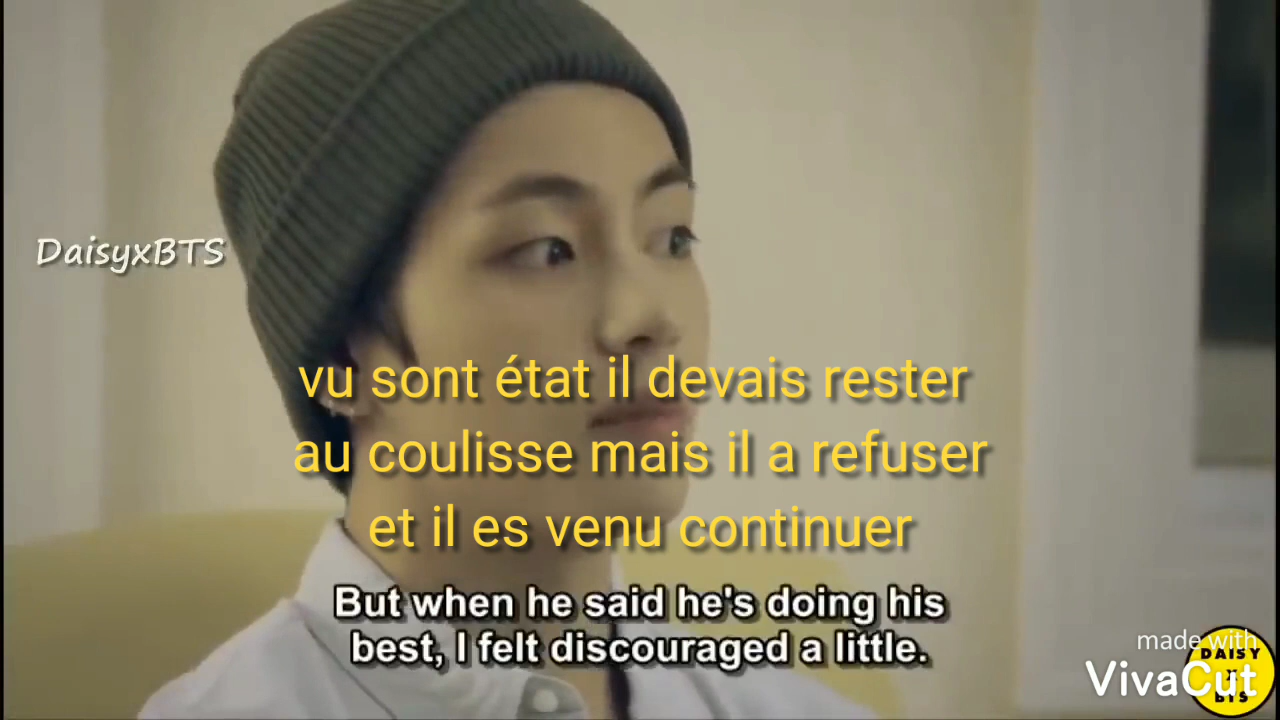 DaisyxBTS
vu sont état il devais rester
au coulisse mais il a refuser
et il es venu continuer
But when he said he's doing his
best, I felt discouraged a little.
made with
VivaCut
DAISY
X
BTS